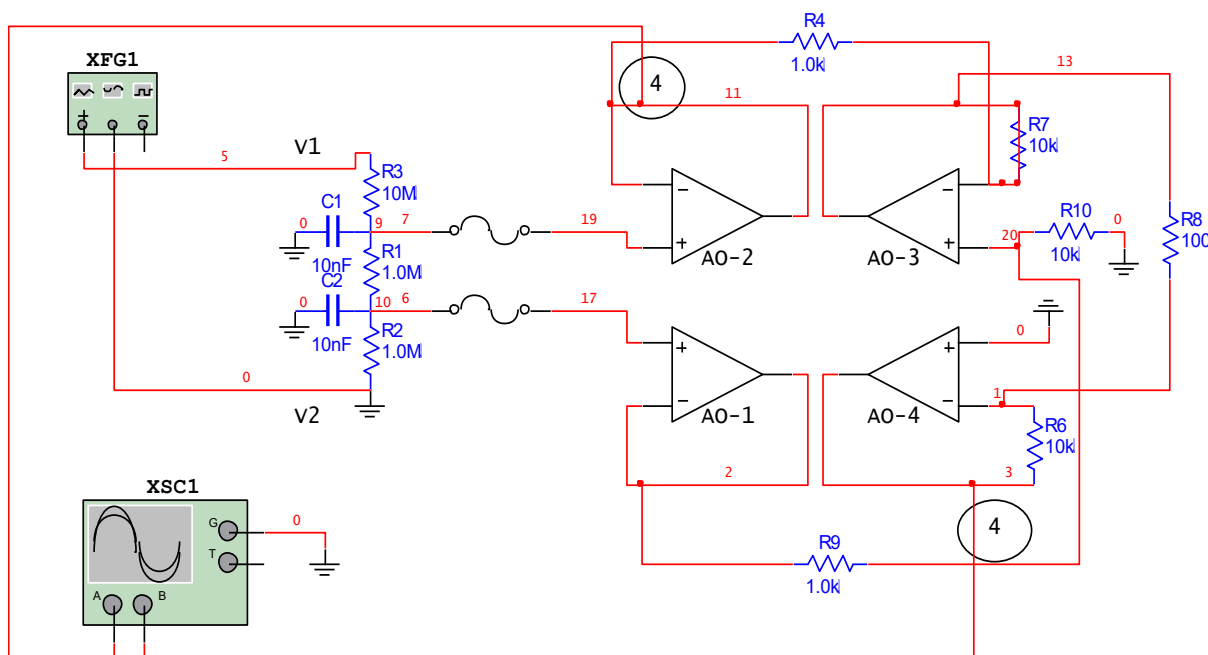 R4
1.0k
13
XFG1
4
11
R7
10k
V1
5
R3
10M
C1
0
9
7
19
R10
0
10nF
R1
1.0M
AO-2
AO-3
20
10k
R8
100
C2
0
10
6
17
10nF
R2
1.0M
0
0
V2
AO-1
AO-4
1
R6
10k
2
3
XSC1
G
0
T
4
R9
1.0k
A
B